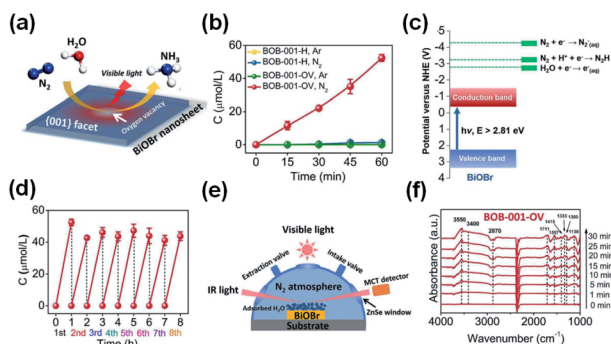 (a)
H₂O
NH₃
N₂
Visible light
{001} facet
Oxygen vacancy
BiOBr nanosheet
(b)
C (μmol/L)
60
40
20
0
BOB-001-H, Ar
BOB-001-H, N₂
BOB-001-OV, Ar
BOB-001-OV, N₂
0 15 30 45 60
Time (min)
(c)
Potential versus NHE (V)
-5
-4
-3
-2
-1
0
1
2
3
4
N₂ + e⁻ → N₂⁻(aq)
N₂ + H⁺ + e⁻→ N₂H
H₂O + e⁻→ e⁻(aq)
Conduction band
hν, E > 2.81 eV
Valence band
BiOBr
(d)
C (μmol/L)
60
40
20
0
0 1 2 3 4 5 6 7 8
1st 2nd 3rd 4th 5th 6th 7th 8th
Time (h)
(e)
Visible light
Extraction valve
Intake valve
IR light
N₂ atmosphere
MCT detector
Adsorbed H₂O
BiOBr
ZnSe window
Substrate
(f)
Absorbance (a.u.)
BOB-001-OV
3550
3400
2870
1711
1557
1415
1333
1300
1130
30 min
25 min
20 min
15 min
10 min
5 min
1 min
0 min
4000 3000 2000 1000
Wavenumber (cm⁻¹)